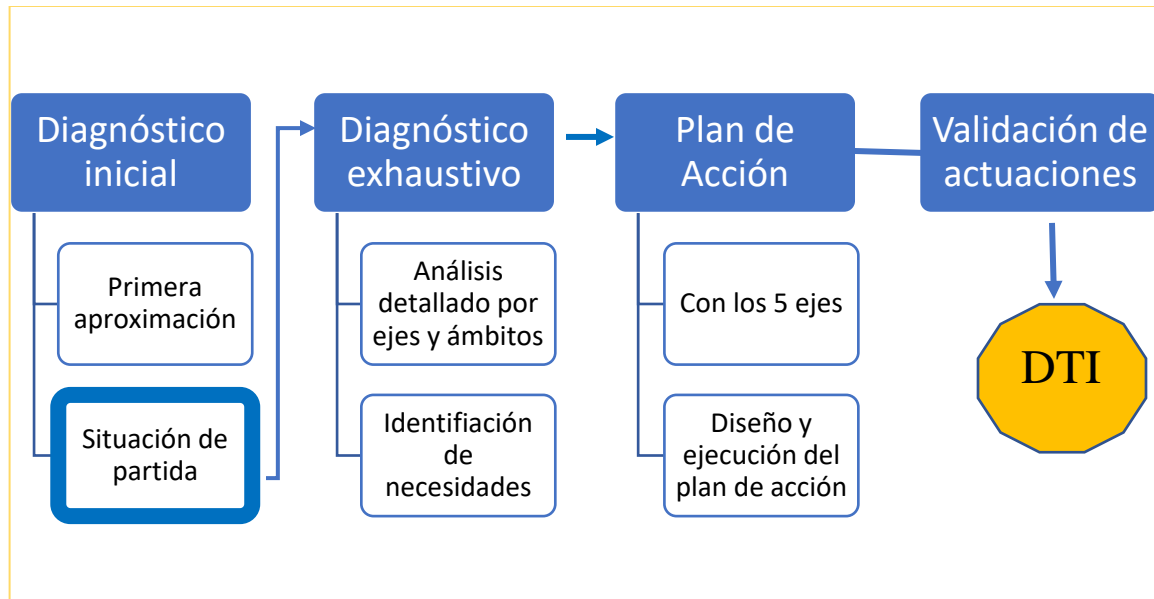 Diagnóstico
inicial
Primera
aproximación
Situación de
partida
Diagnóstico
exhaustivo
Análisis
detallado por
ejes y ámbitos
Identifiación
de
necesidades
Plan de
Acción
Con los 5 ejes
Diseño y
ejecución del
plan de acción
Validación de
actuaciones
DTI